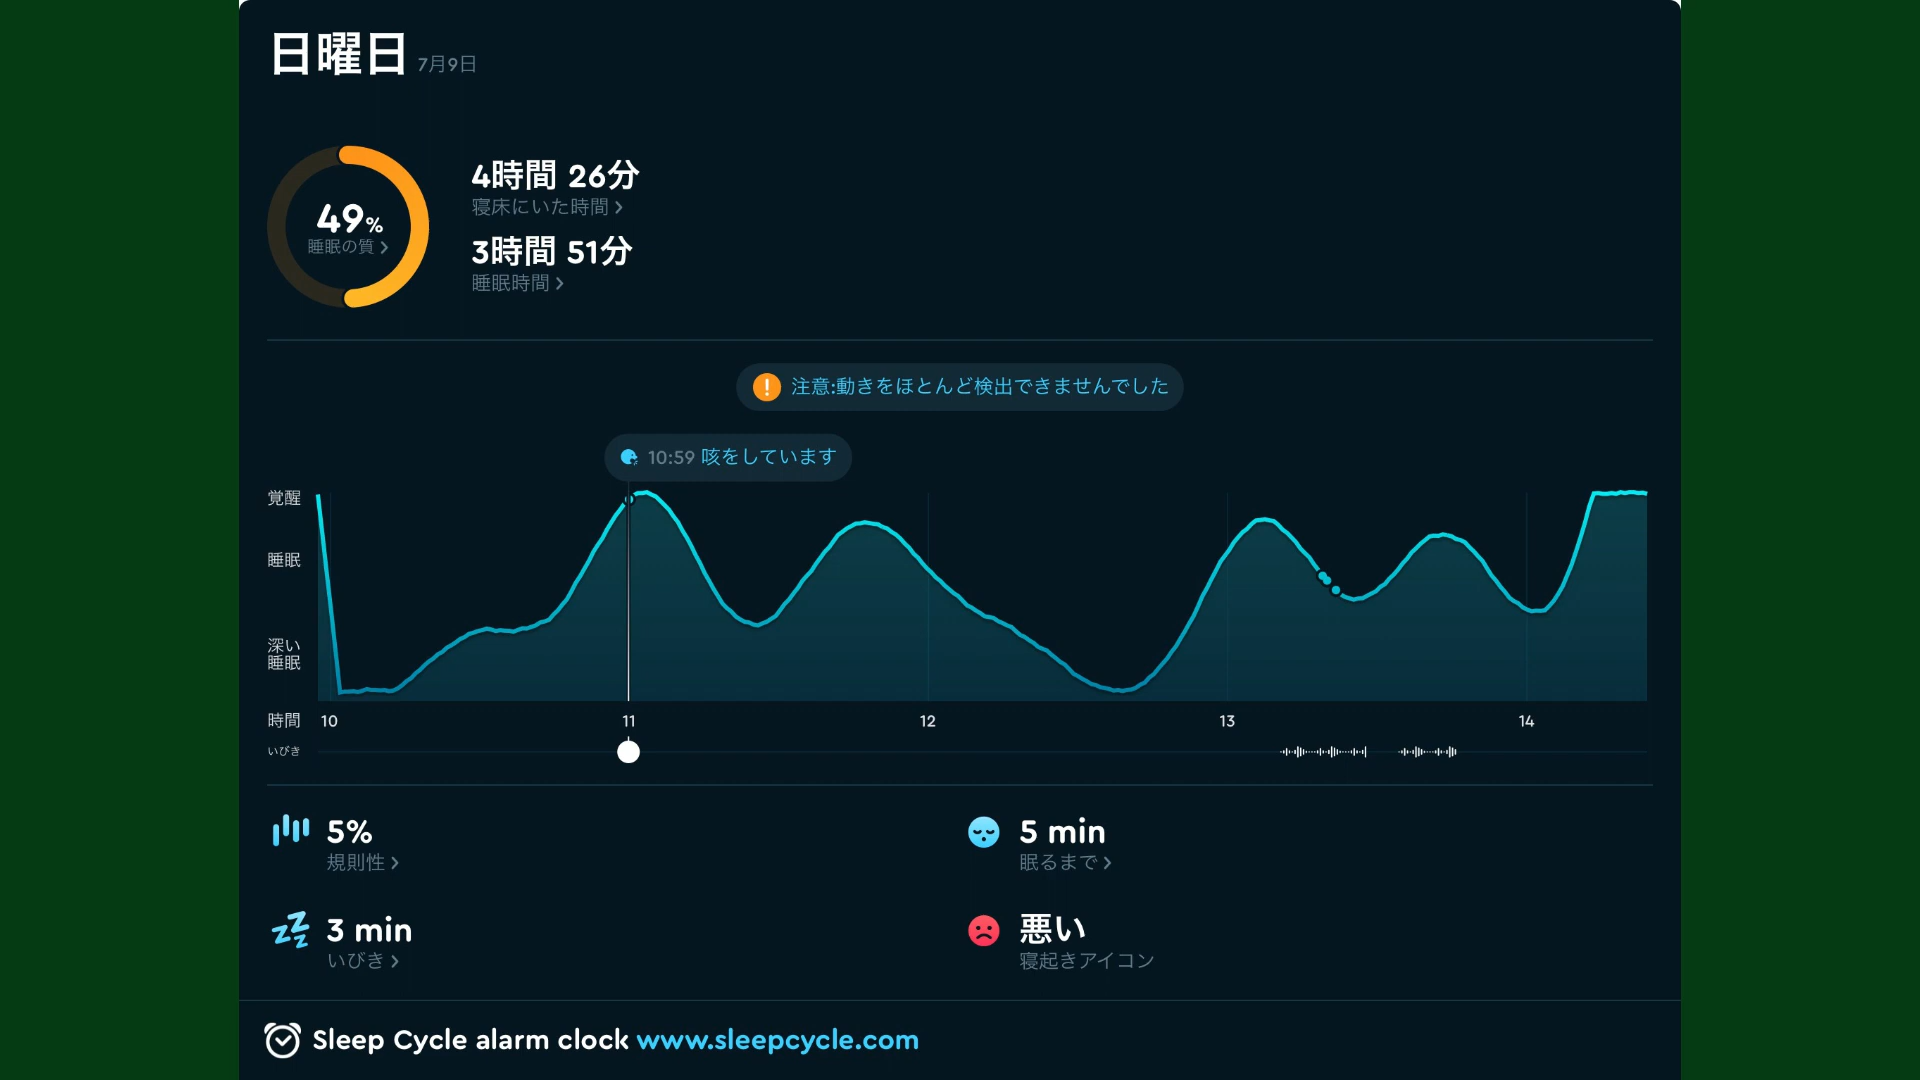 日曜日 7月9日
49%
睡眠の質
4時間 26分
寝床にいた時間
3時間 51分
睡眠時間
注意:動きをほとんど検出できませんでした
10:59 咳をしています
覚醒
睡眠
深い
睡眠
時間 10 11 12 13 14
いびき
5%
規則性
5 min
眠るまで
3 min
いびき
悪い
寝起きアイコン
Sleep Cycle alarm clock www.sleepcycle.com